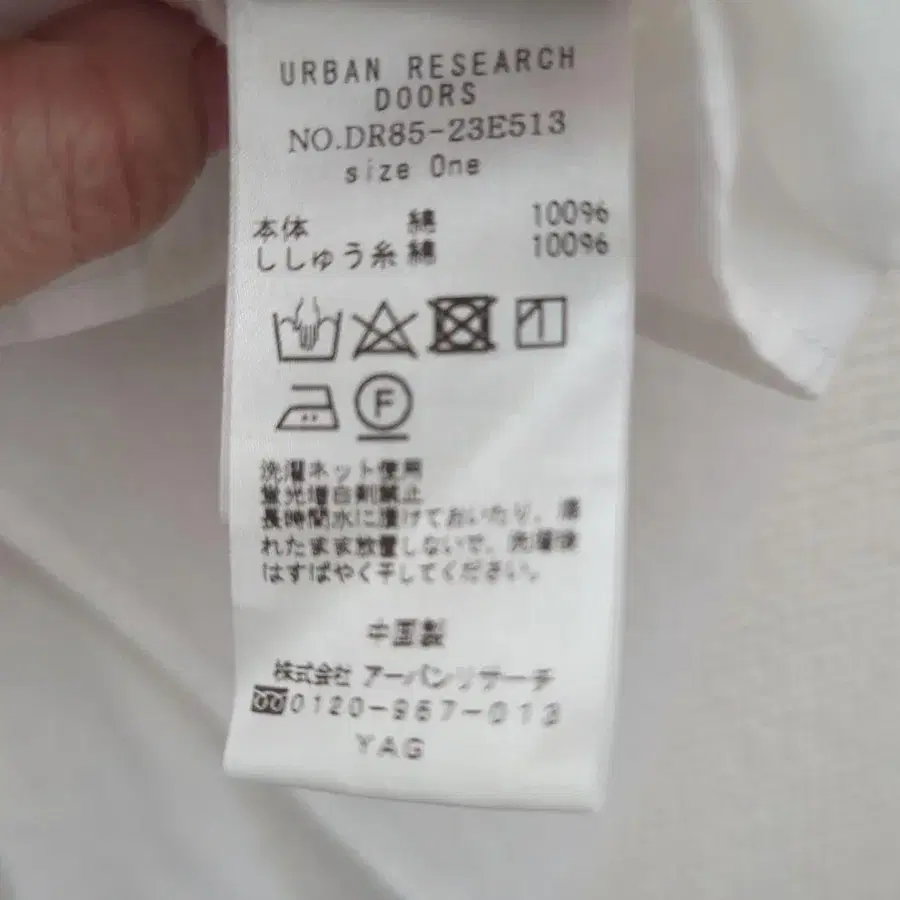 URBAN RESEARCH
DOORS
NO.DR85-23E513
size One
本体 綿 100%
ししゅう糸 綿 100%
F
洗濯ネット使用
蛍光増白剤禁止
長時間水に漬けておいたり、濡
れたまま放置しないで、洗濯後
はすばやく干してください。
中国製
株式会社 アーバンリサーチ
0120-967-013
YAG